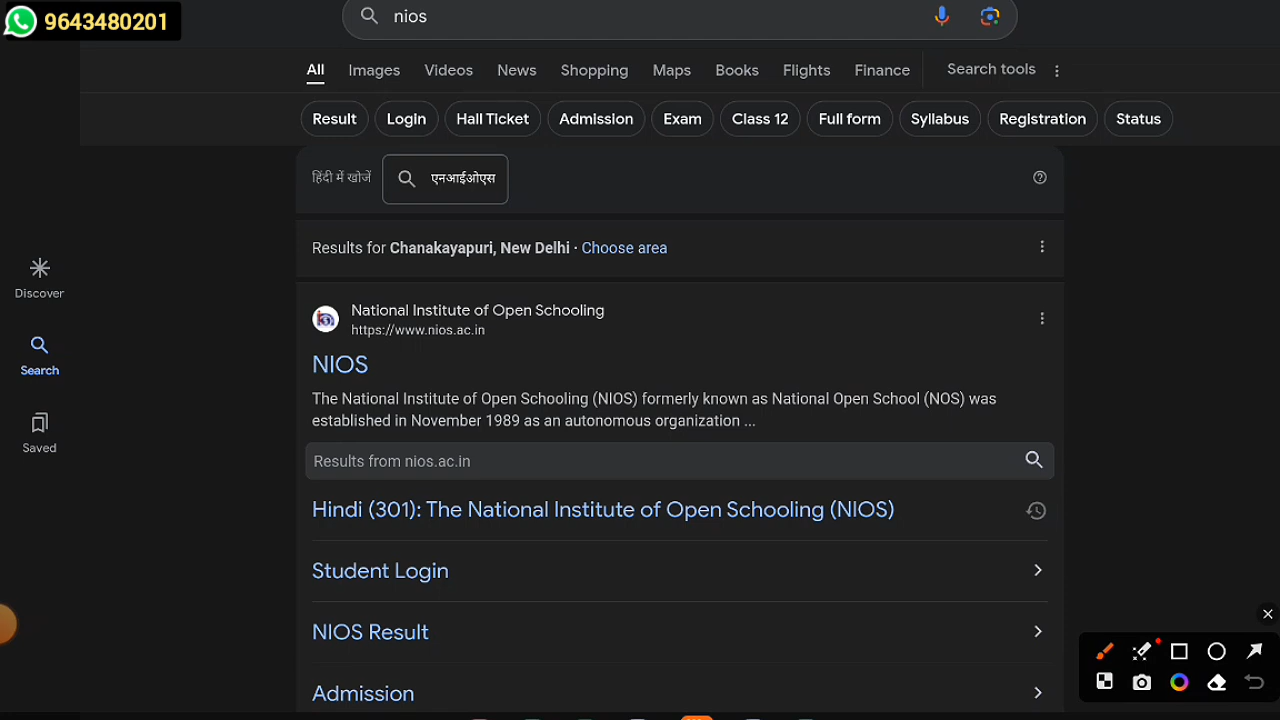 9643480201
nios
All Images Videos News Shopping Maps Books Flights Finance Search tools
Result Login Hall Ticket Admission Exam Class 12 Full form Syllabus Registration Status
हिंदी में खोजें एनआईओएस
Results for Chanakayapuri, New Delhi · Choose area
Discover
National Institute of Open Schooling
https://www.nios.ac.in
Search
NIOS
The National Institute of Open Schooling (NIOS) formerly known as National Open School (NOS) was
established in November 1989 as an autonomous organization ...
Saved
Results from nios.ac.in
Hindi (301): The National Institute of Open Schooling (NIOS)
Student Login
NIOS Result
Admission